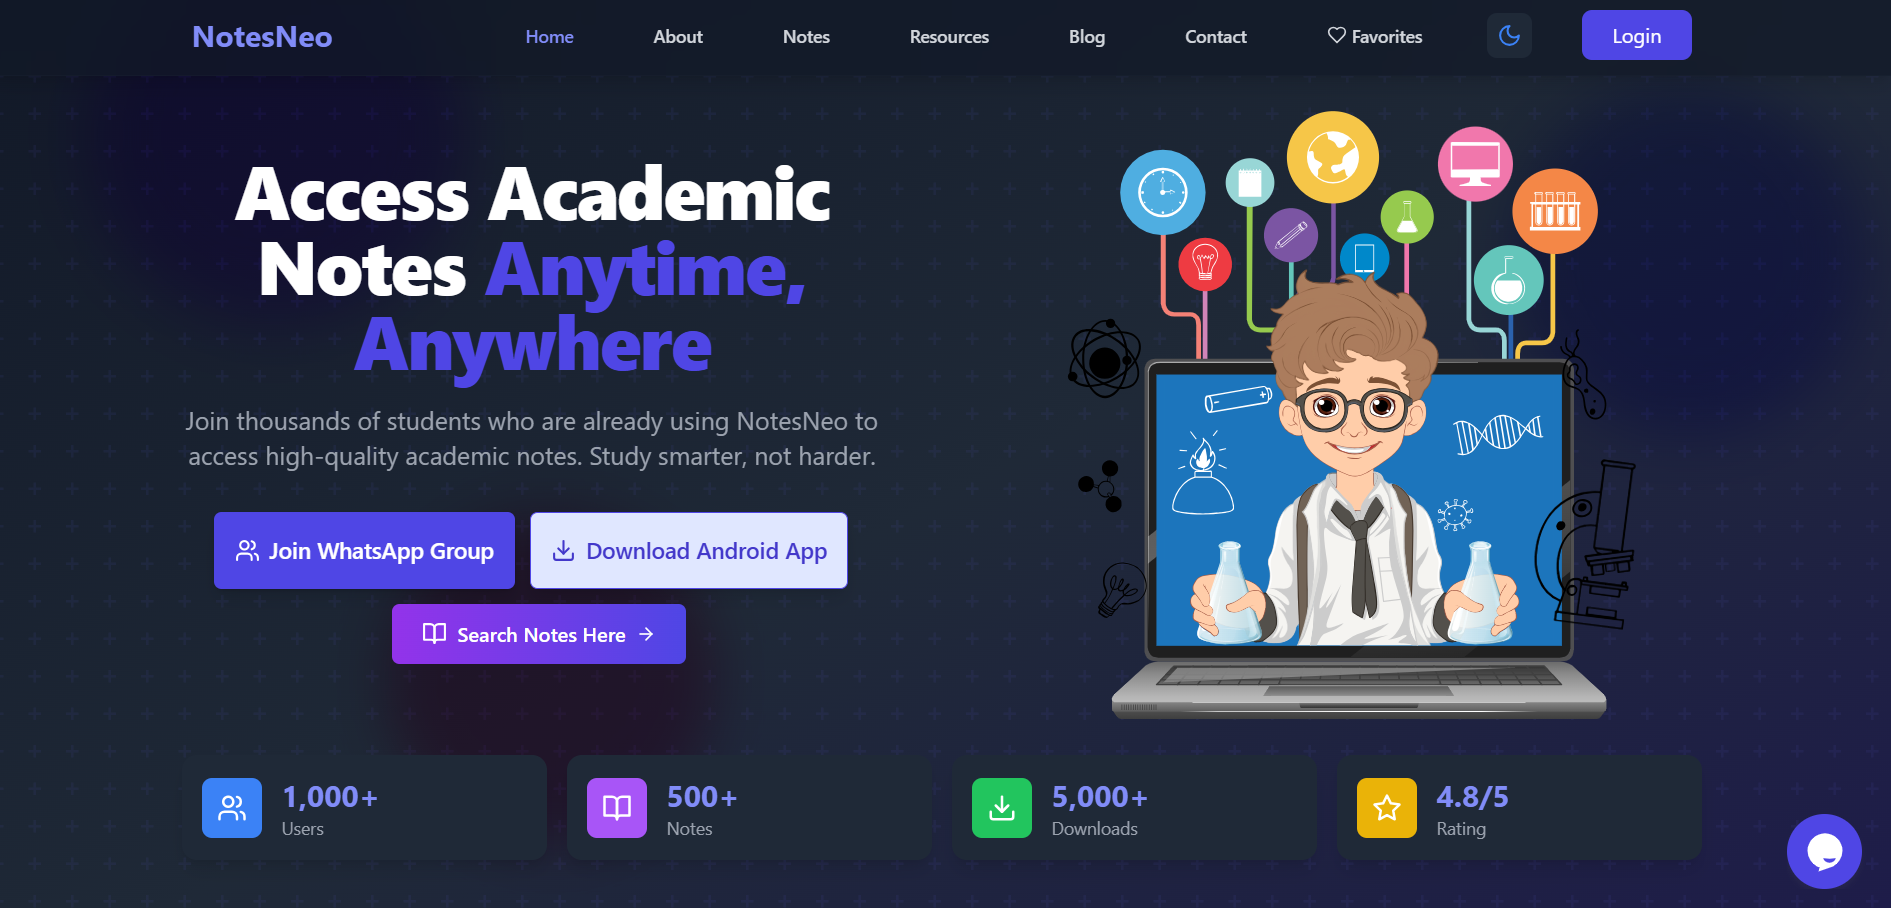 NotesNeo
Home
About
Notes
Resources
Blog
Contact
Favorites
Login
Access Academic
Notes Anytime,
Anywhere
Join thousands of students who are already using NotesNeo to
access high-quality academic notes. Study smarter, not harder.
Join WhatsApp Group
Download Android App
Search Notes Here
1,000+
Users
500+
Notes
5,000+
Downloads
4.8/5
Rating